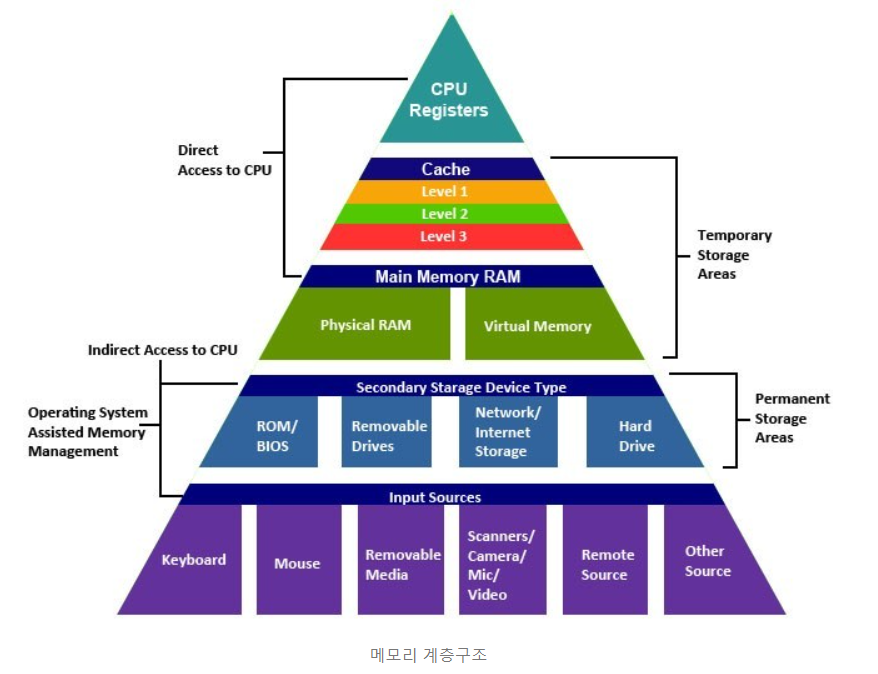 CPU
Registers
Direct
Access to CPU
Cache
Level 1
Level 2
Level 3
Temporary
Storage
Areas
Main Memory RAM
Physical RAM
Virtual Memory
Indirect Access to CPU
Secondary Starage Device Type
Operating System
Assisted Memory
Management
ROM/
BIOS
Removable
Drives
Network/
Internet
Storage
Hard
Drive
Permanent
Storage
Areas
Input Sources
Keyboard
Mouse
Removable
Media
Scanners/
Camera/
Mic/
Video
Remote
Source
Other
Source
메모리 계층구조